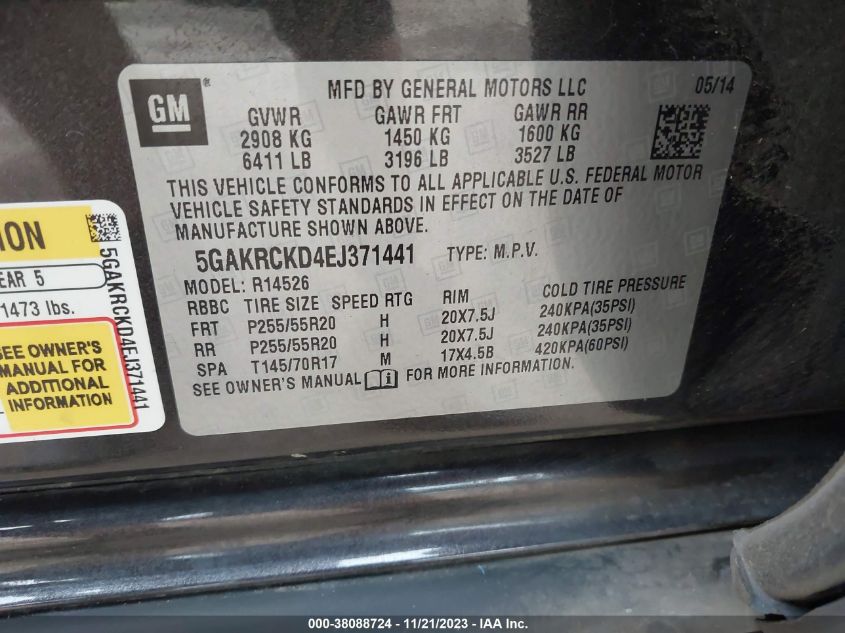 GM ®
MFD BY GENERAL MOTORS LLC 05/14
GVWR GAWR FRT GAWR RR
2908 KG 1450 KG 1600 KG
6411 LB 3196 LB 3527 LB
THIS VEHICLE CONFORMS TO ALL APPLICABLE U.S. FEDERAL MOTOR
VEHICLE SAFETY STANDARDS IN EFFECT ON THE DATE OF
MANUFACTURE SHOWN ABOVE.
5GAKRCKD4EJ371441 TYPE: M.P.V.
MODEL: R14526
RBBC TIRE SIZE SPEED RTG RIM COLD TIRE PRESSURE
FRT P255/55R20 H 20X7.5J 240KPA(35PSI)
RR P255/55R20 H 20X7.5J 240KPA(35PSI)
SPA T145/70R17 M 17X4.5B 420KPA(60PSI)
SEE OWNER'S MANUAL FOR MORE INFORMATION.
ION
EAR 5
1473 lbs.
SEE OWNER'S
MANUAL FOR
ADDITIONAL
INFORMATION
5GAKRCKD4EJ371441
000-38088724 - 11/21/2023 - © IAA Inc.